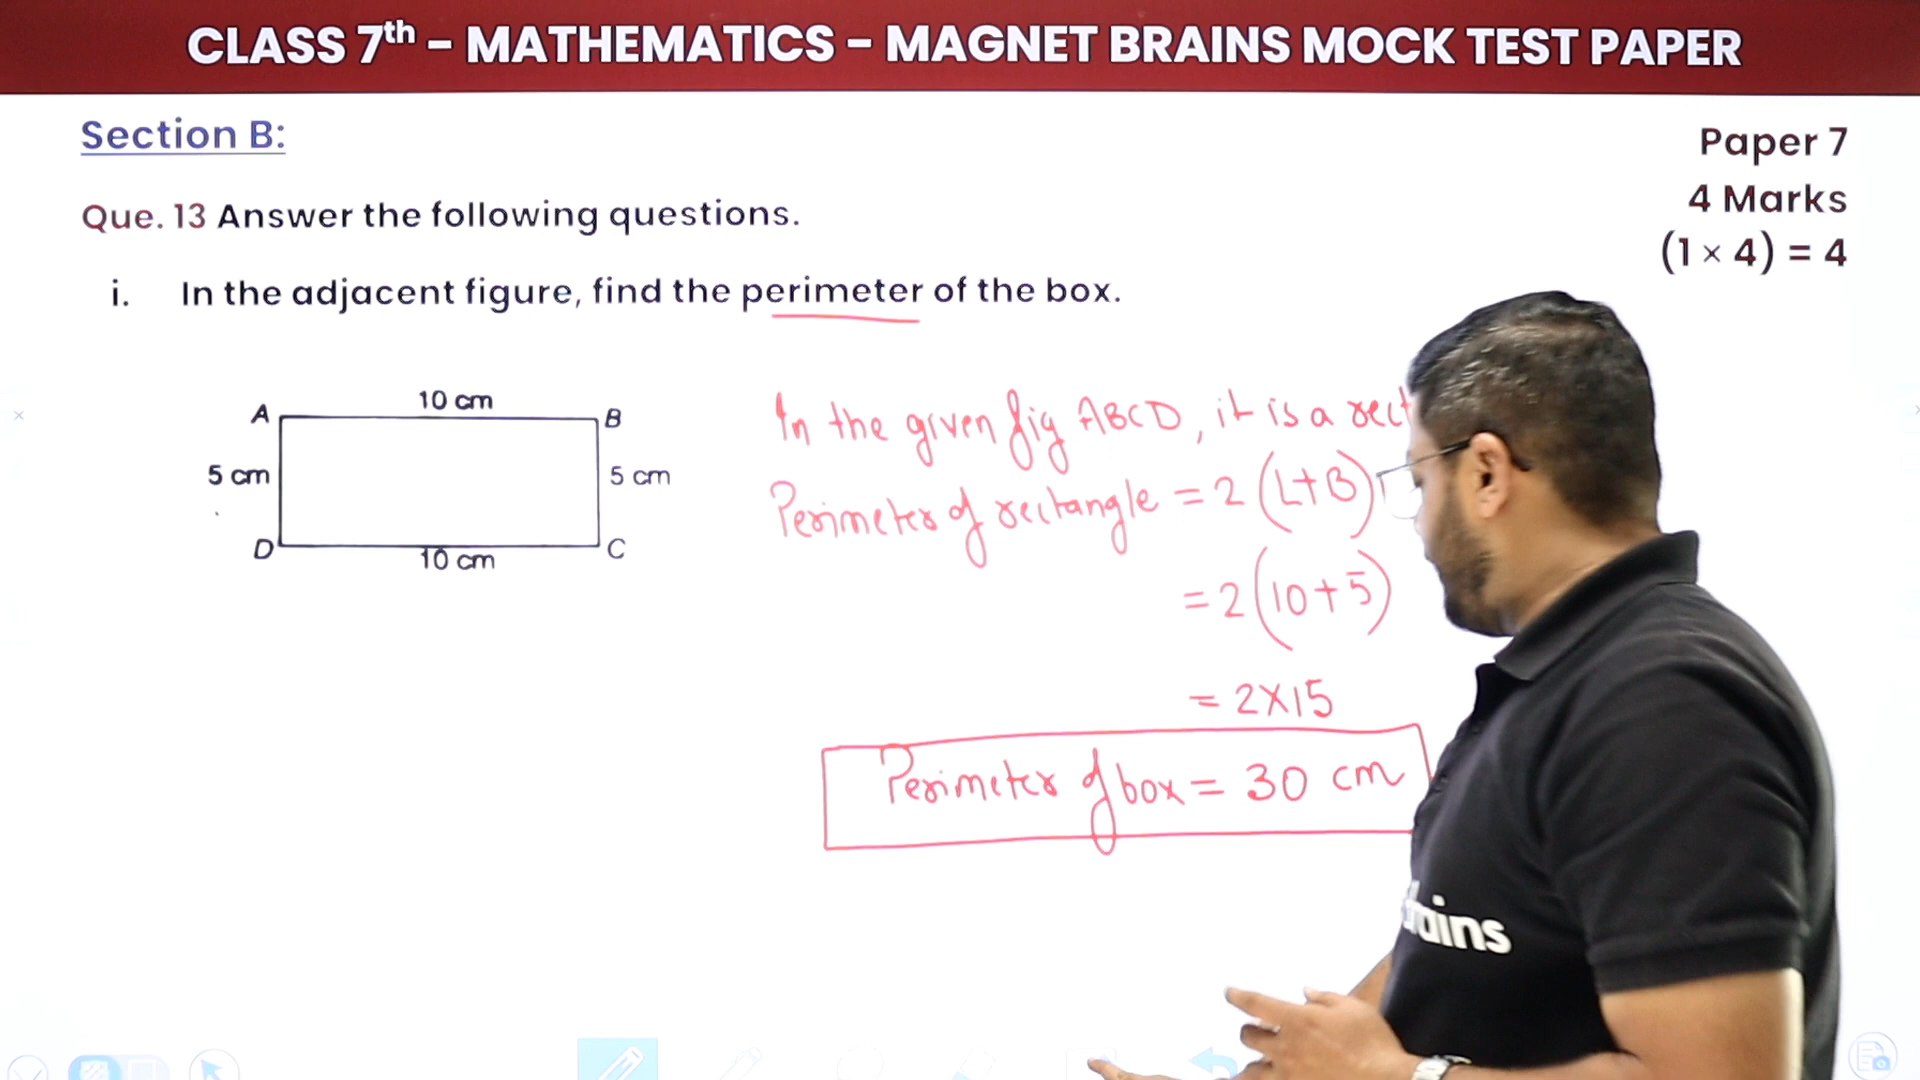 CLASS 7th – MATHEMATICS – MAGNET BRAINS MOCK TEST PAPER
Section B:
Paper 7
4 Marks
(1 × 4) = 4
Que. 13 Answer the following questions.
i. In the adjacent figure, find the perimeter of the box.
10 cm
A
B
5 cm
5 cm
D
C
10 cm
In the given fig ABCD, it is a rect
Perimeter of rectangle = 2 (L+B)
= 2 (10+5)
= 2×15
Perimeter of box = 30 cm
rains